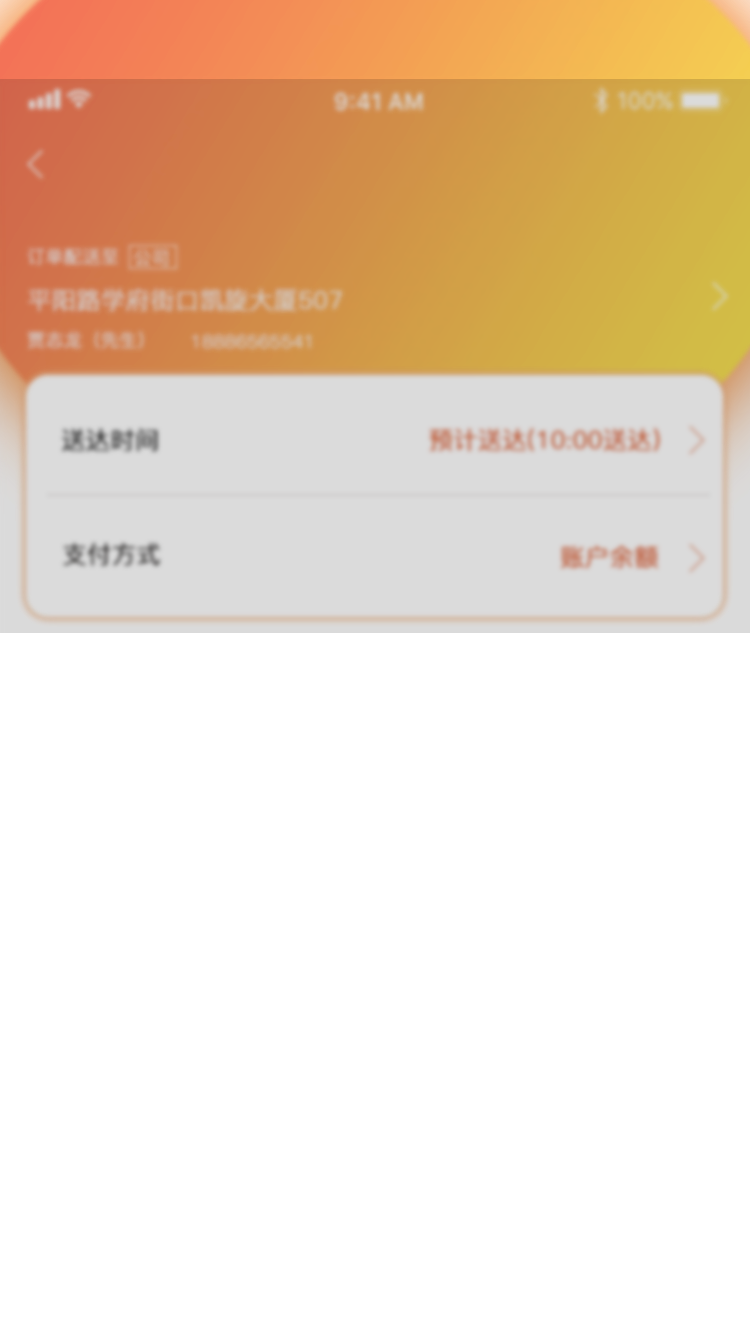 9:41 AM 100%
订单配送至 公司
平阳路学府街口凯旋大厦507
贾志龙（先生） 18886565541
送达时间 预计送达(10:00送达)
支付方式 账户余额